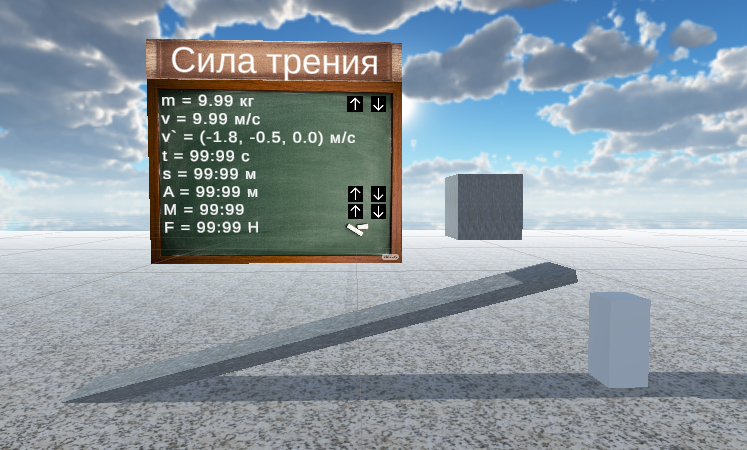 Сила трения
m = 9.99 кг
v = 9.99 м/с
v` = (-1.8, -0.5, 0.0) м/с
t = 99:99 с
s = 99:99 м
A = 99:99 м
M = 99:99
F = 99:99 Н